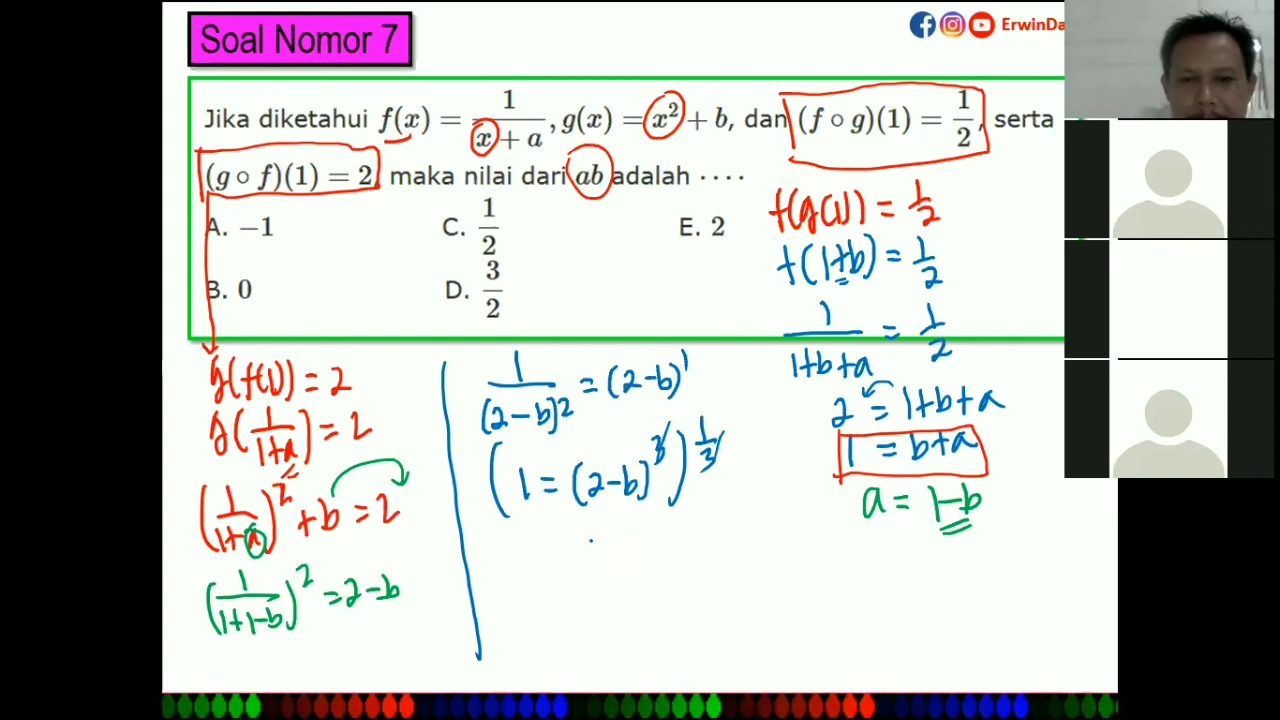 Soal Nomor 7
ErwinDa
Jika diketahui f(x) = 1/(x + a), g(x) = x² + b, dan (f ∘ g)(1) = 1/2, serta
(g ∘ f)(1) = 2, maka nilai dari ab adalah ····
A. −1 C. 1/2 E. 2
B. 0 D. 3/2
f(g(1)) = 1/2
f(1+b) = 1/2
1/(1+b+a) = 1/2
2 = 1+b+a
1 = b+a
a = 1−b
g(f(1)) = 2
g(1/(1+a)) = 2
(1/(1+a))² + b = 2
(1/(1+1−b))² = 2−b
1/(2−b)² = (2−b)¹
(1 = (2−b)³)^(1/3)